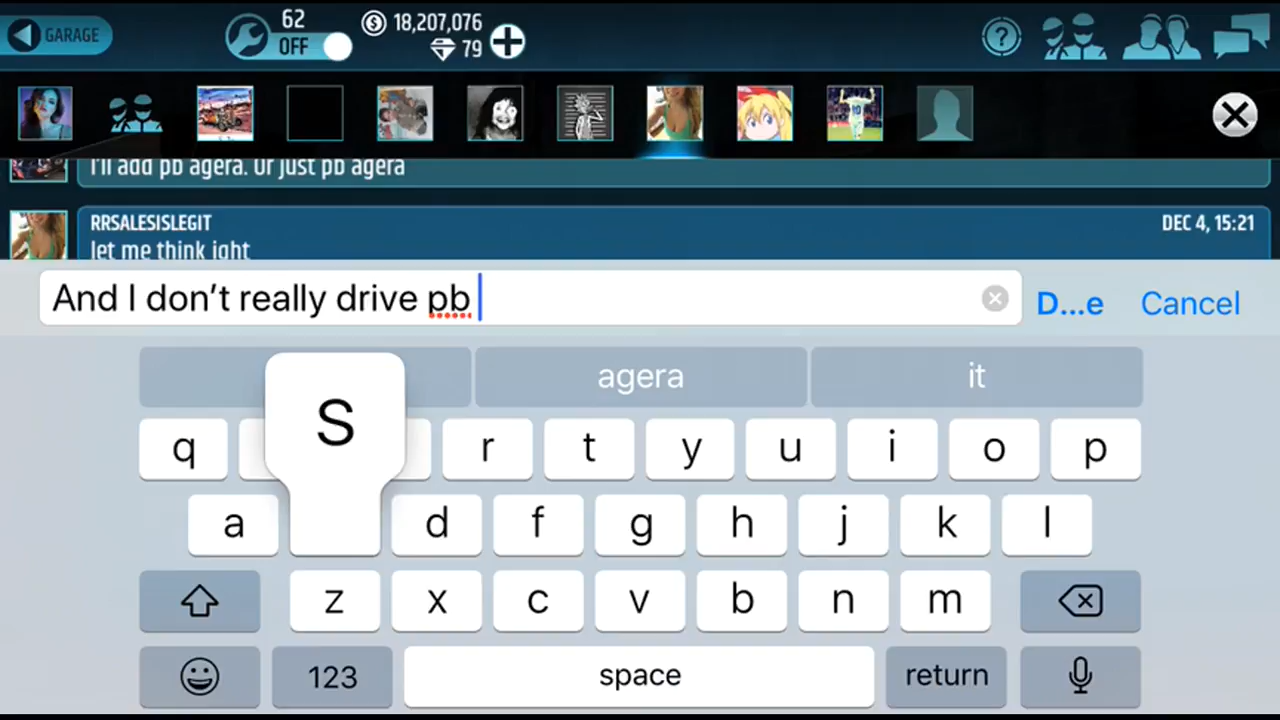 GARAGE
62
OFF
18,207,076
79
I'll add pb agera. Or just pb agera
RRSALESISLEGIT
DEC 4, 15:21
let me think ight
And I don't really drive pb
D...e
Cancel
agera
it
S
q r t y u i o p
a d f g h j k l
z x c v b n m
123
space
return